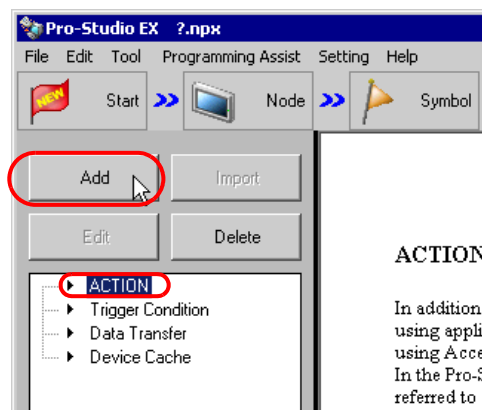 Pro-Studio EX ?.npx
File Edit Tool Programming Assist Setting Help
NEW Start Node Symbol
Add Import
Edit Delete
ACTION
Trigger Condition
Data Transfer
Device Cache
ACTION
In addition
using appli
using Acce
In the Pro-S
referred to